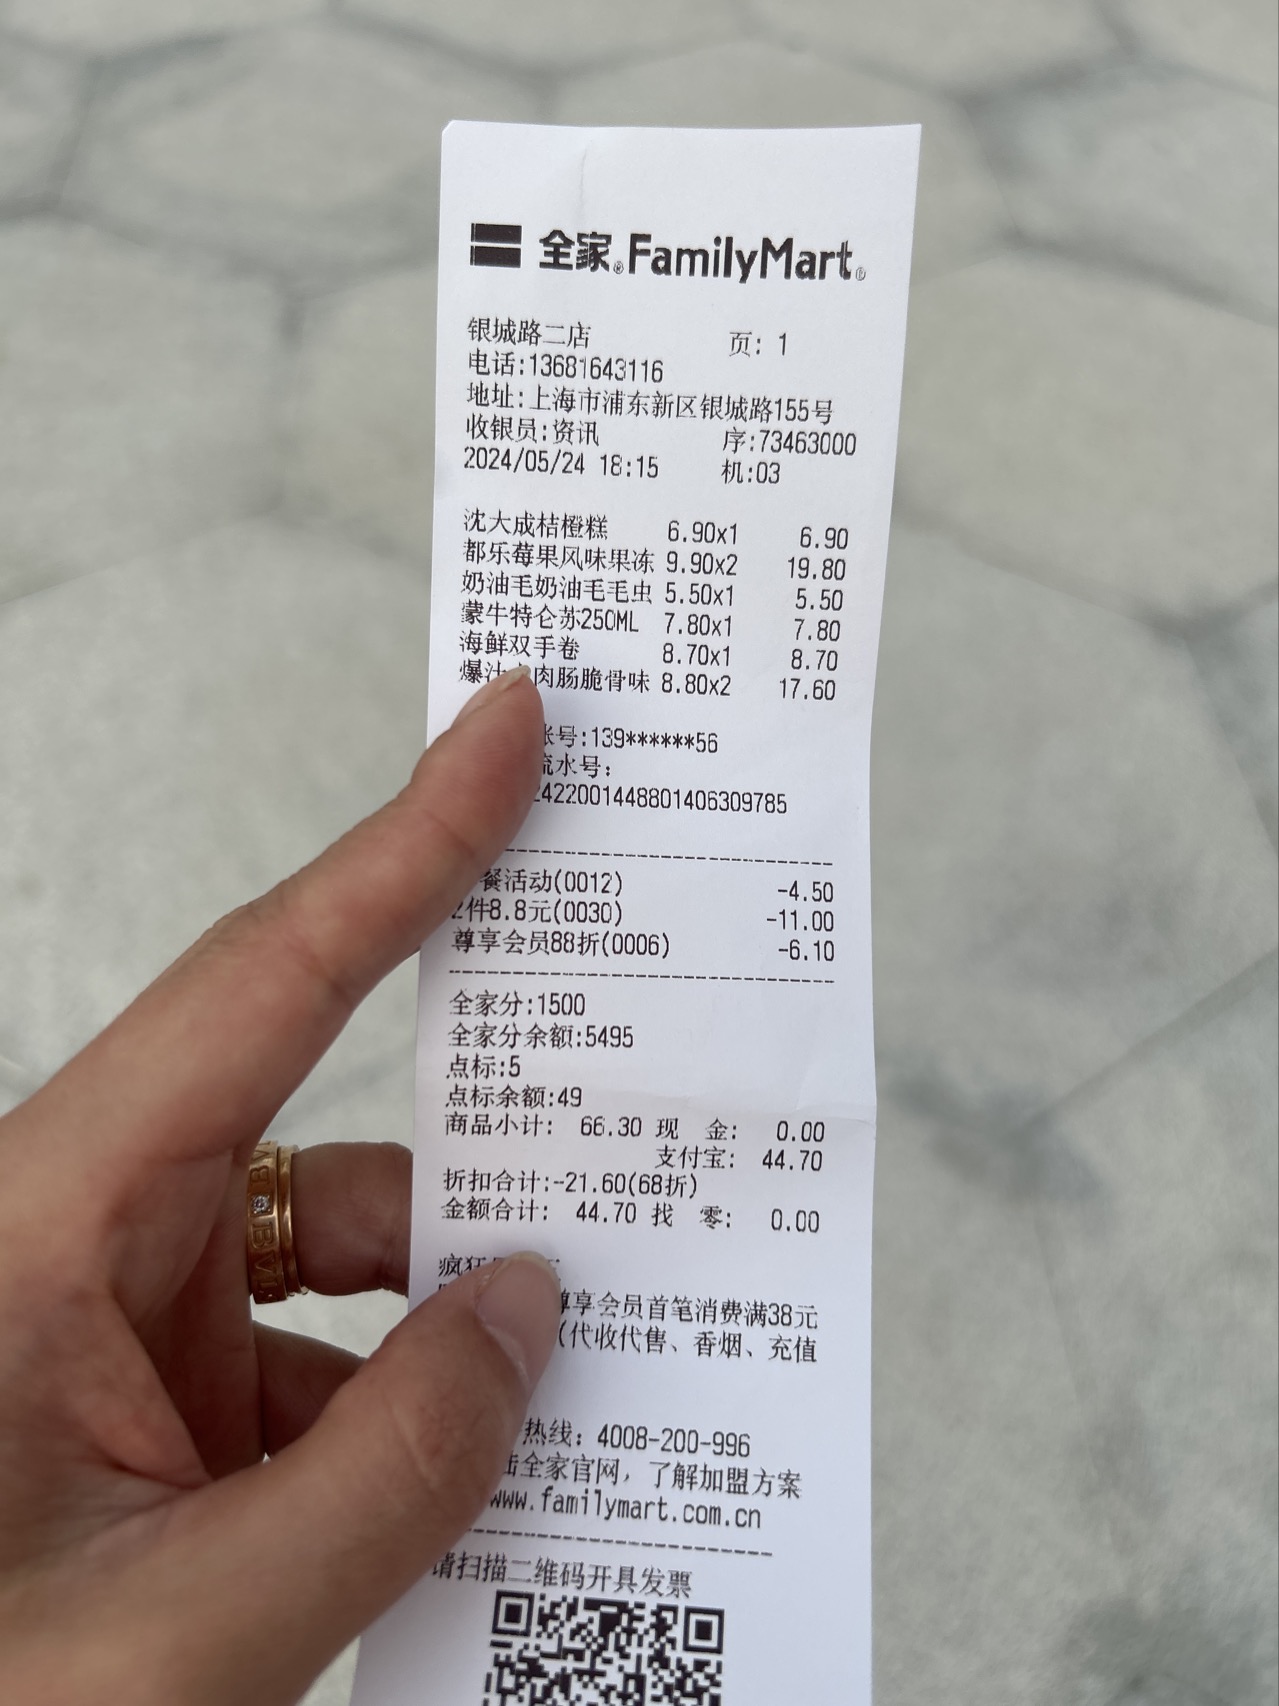 全家 FamilyMart
银城路二店 页: 1
电话:13681643116
地址:上海市浦东新区银城路155号
收银员:资讯 序:73463000
2024/05/24 18:15 机:03
沈大成桔橙糕 6.90x1 6.90
都乐莓果风味果冻 9.90x2 19.80
奶油毛奶油毛毛虫 5.50x1 5.50
蒙牛特仑苏250ML 7.80x1 7.80
海鲜双手卷 8.70x1 8.70
爆汁肉肠脆骨味 8.80x2 17.60
账号:139******56
流水号:
2422001448801406309785
餐活动(0012) -4.50
2件8.8元(0030) -11.00
尊享会员88折(0006) -6.10
全家分:1500
全家分余额:5495
点标:5
点标余额:49
商品小计: 66.30 现 金: 0.00
支付宝: 44.70
折扣合计:-21.60(68折)
金额合计: 44.70 找 零: 0.00
疯狂
尊享会员首笔消费满38元
(代收代售、香烟、充值
热线: 4008-200-996
击全家官网, 了解加盟方案
www.familymart.com.cn
请扫描二维码开具发票
BVL